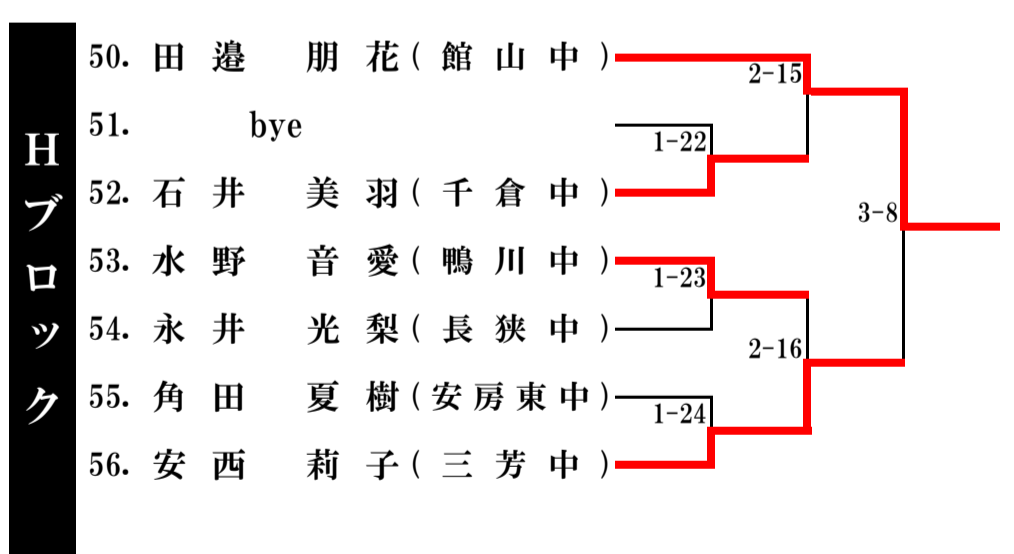 Hブロック
50. 田邉 朋花(館山中)
2-15
51. bye
1-22
52. 石井 美羽(千倉中)
3-8
53. 水野 音愛(鴨川中)
1-23
54. 永井 光梨(長狭中)
2-16
55. 角田 夏樹(安房東中)
1-24
56. 安西 莉子(三芳中)